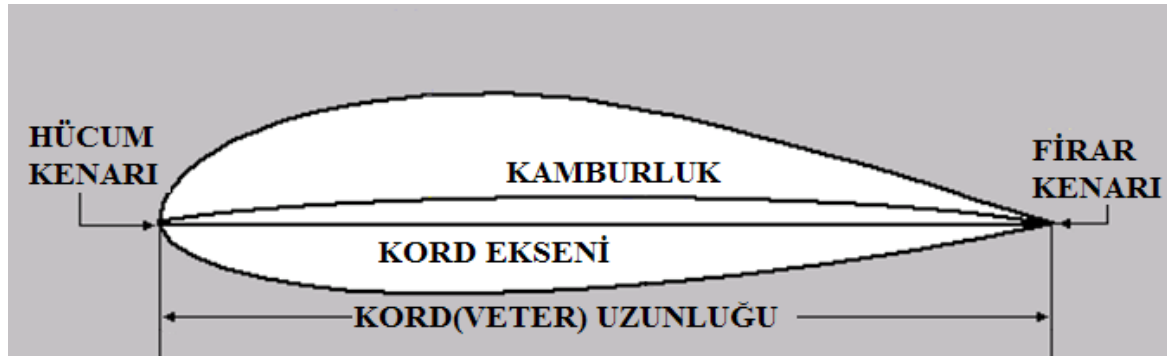 HÜCUM
KENARI
KAMBURLUK
FİRAR
KENARI
KORD EKSENİ
KORD(VETER) UZUNLUĞU